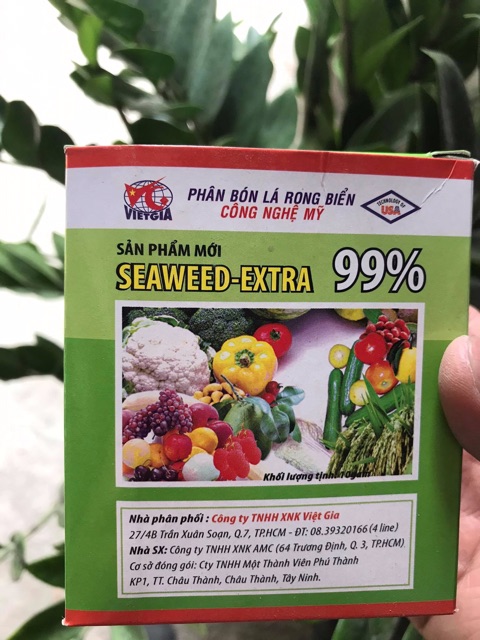 VIETGIA
PHÂN BÓN LÁ RONG BIỂN
CÔNG NGHỆ MỸ
TECHNOLOGY OF
USA
SẢN PHẨM MỚI
SEAWEED-EXTRA 99%
Khối lượng tịnh: 10gam
Nhà phân phối : Công ty TNHH XNK Việt Gia
27/4B Trần Xuân Soạn, Q.7, TP.HCM - ĐT: 08.39320166 (4 line)
Nhà SX: Công ty TNHH XNK AMC (64 Trương Định, Q. 3, TP.HCM)
Cơ sở đóng gói: Cty TNHH Một Thành Viên Phú Thành
KP1, TT. Châu Thành, Châu Thành, Tây Ninh.